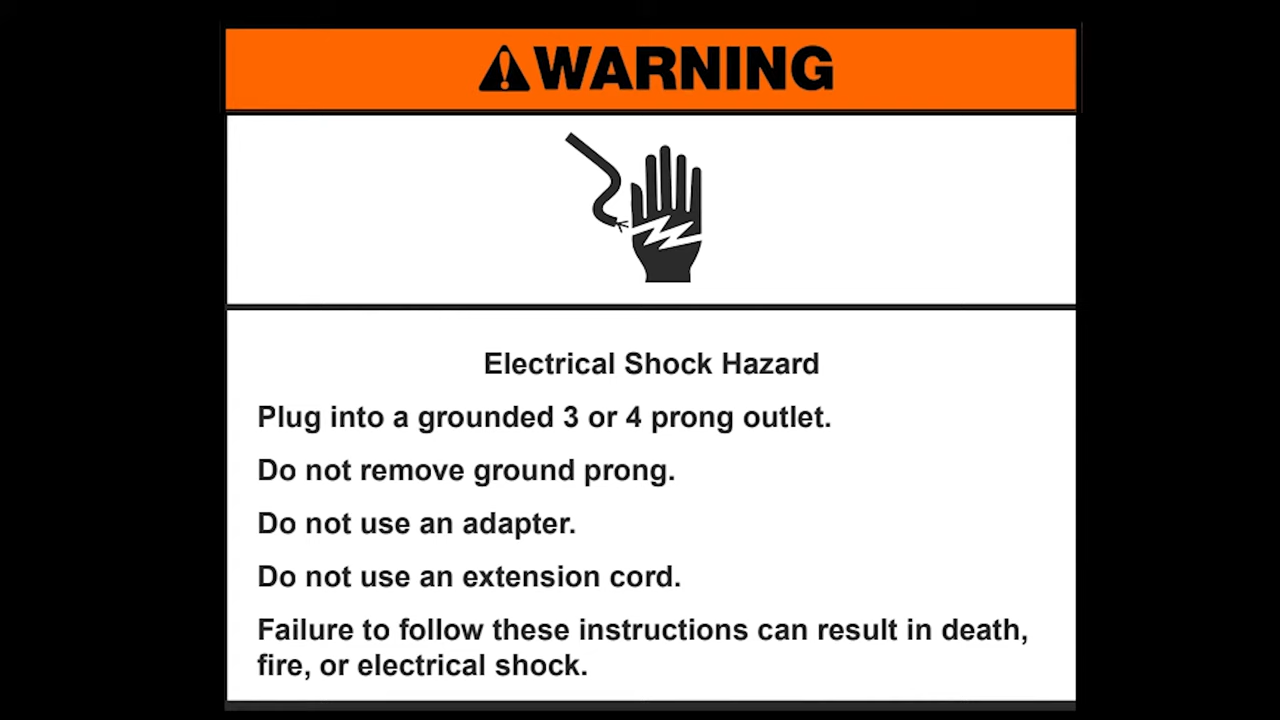 WARNING
Electrical Shock Hazard
Plug into a grounded 3 or 4 prong outlet.
Do not remove ground prong.
Do not use an adapter.
Do not use an extension cord.
Failure to follow these instructions can result in death,
fire, or electrical shock.